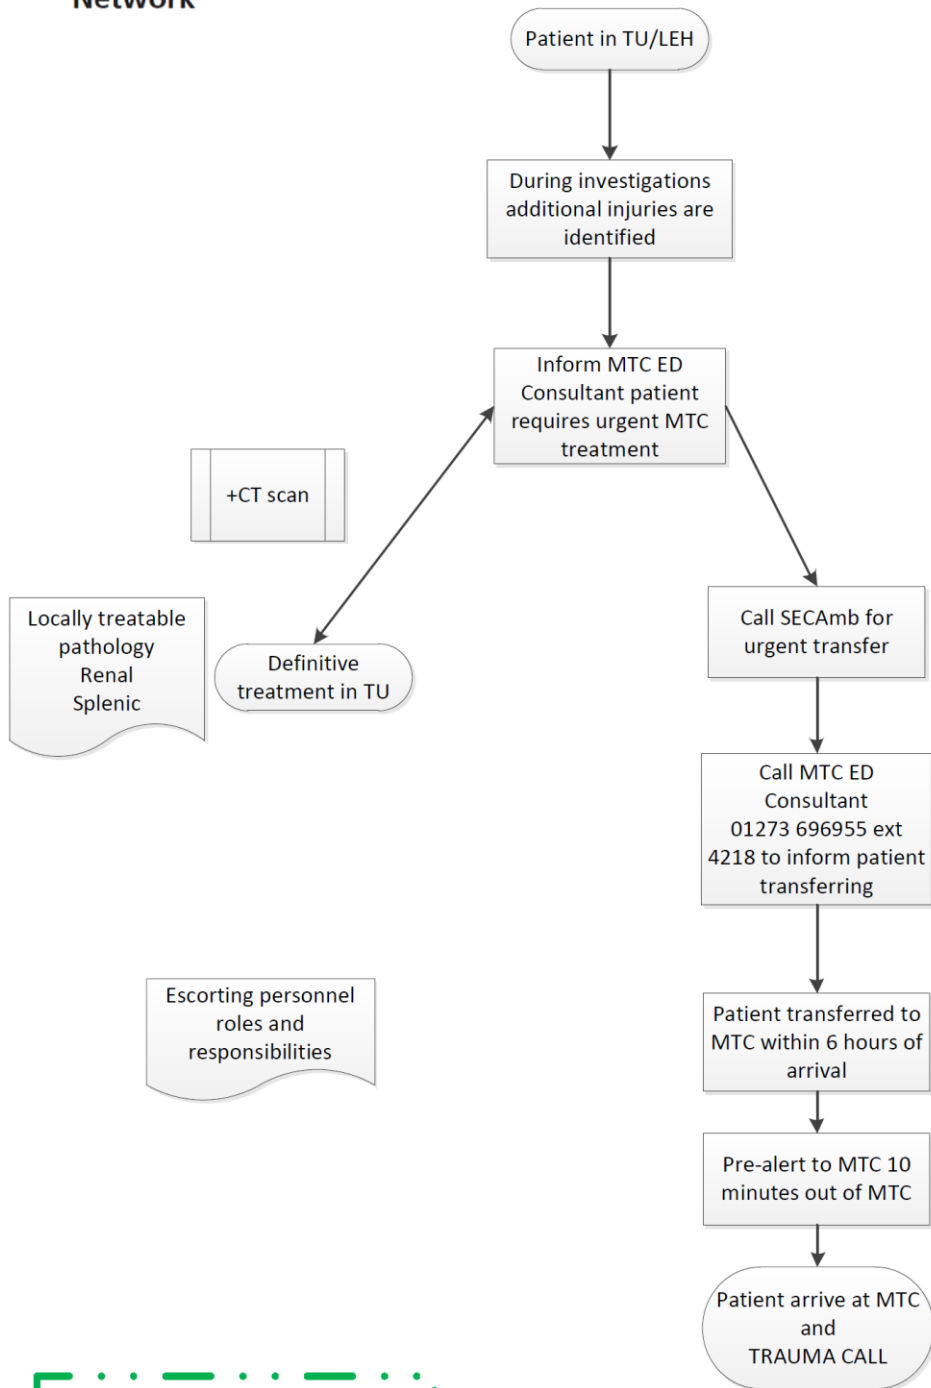 Network
Patient in TU/LEH
During investigations
additional injuries are
identified
Inform MTC ED
Consultant patient
requires urgent MTC
treatment
+CT scan
Locally treatable
pathology
Renal
Splenic
Definitive
treatment in TU
Call SECAmb for
urgent transfer
Call MTC ED
Consultant
01273 696955 ext
4218 to inform patient
transferring
Escorting personnel
roles and
responsibilities
Patient transferred to
MTC within 6 hours of
arrival
Pre-alert to MTC 10
minutes out of MTC
Patient arrive at MTC
and
TRAUMA CALL